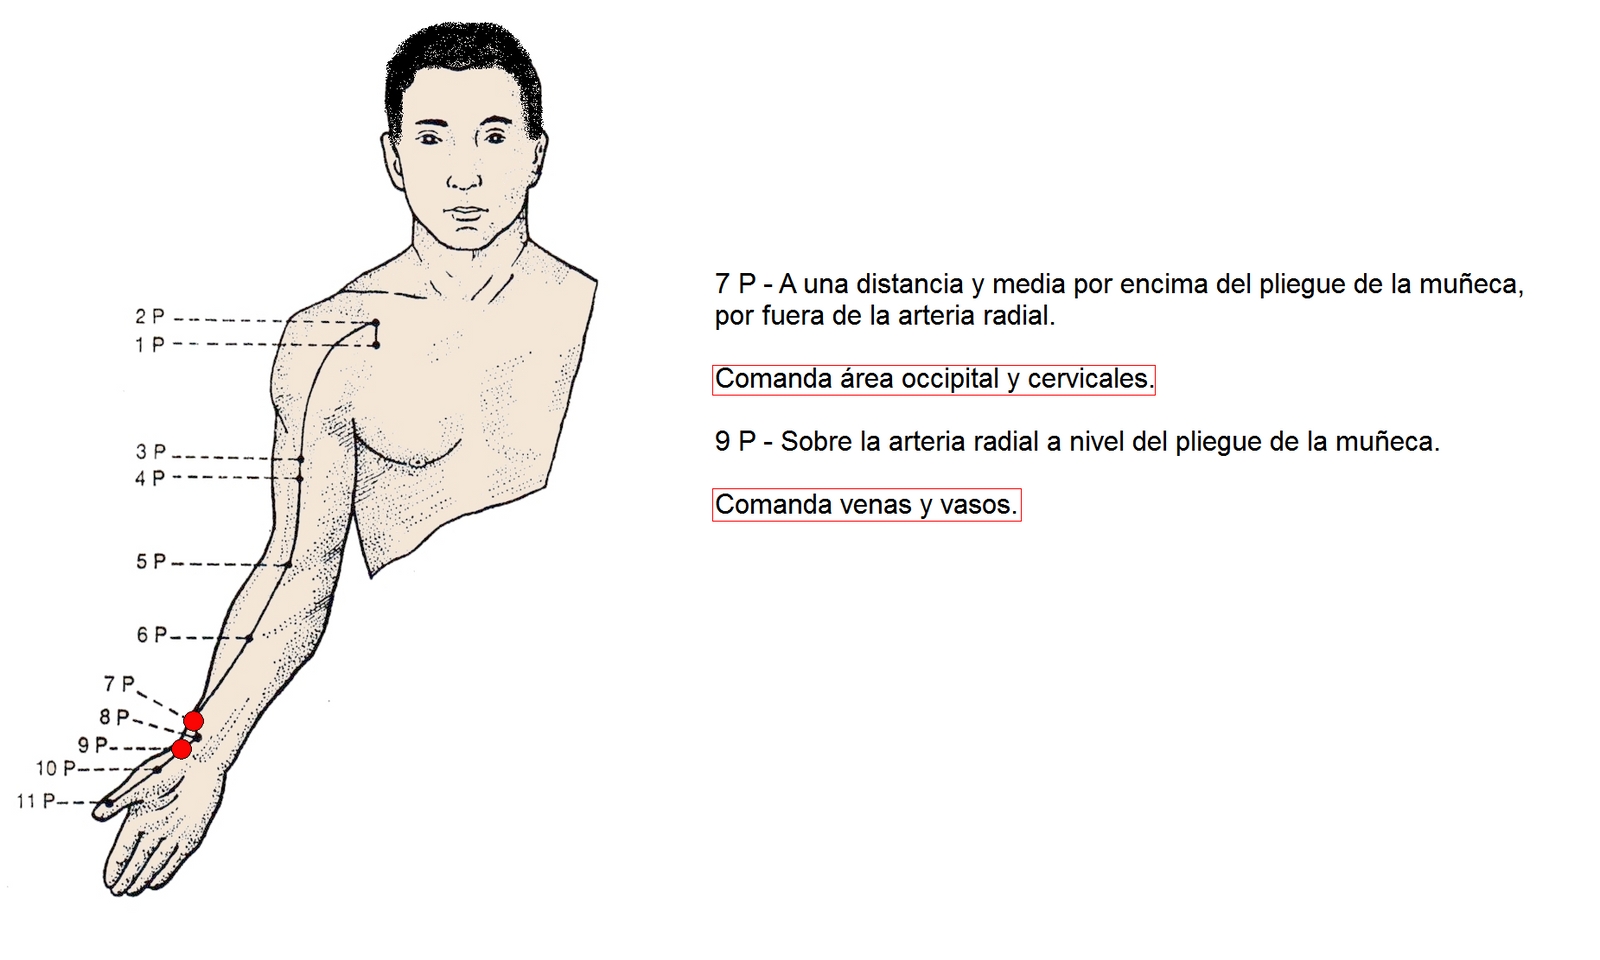 2 P
1 P
3 P
4 P
5 P
6 P
7 P
8 P
9 P
10 P
11 P
7 P - A una distancia y media por encima del pliegue de la muñeca,
por fuera de la arteria radial.
Comanda área occipital y cervicales.
9 P - Sobre la arteria radial a nivel del pliegue de la muñeca.
Comanda venas y vasos.